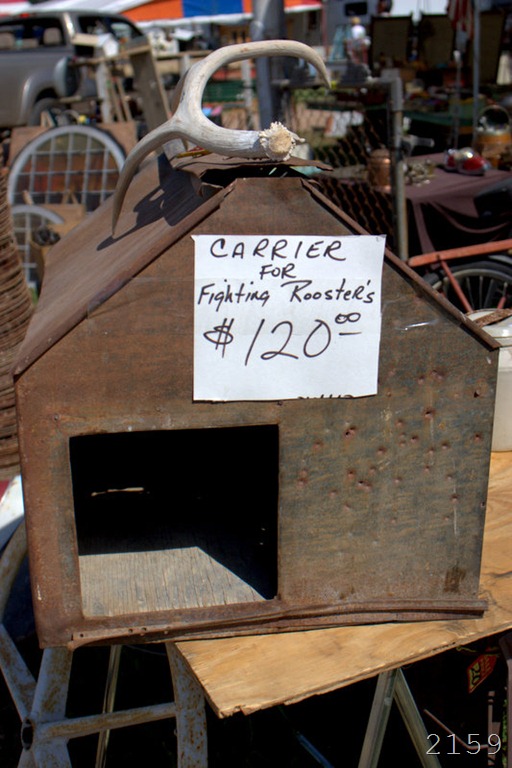 CARRIER
FOR
Fighting Rooster's
$120.00
2159